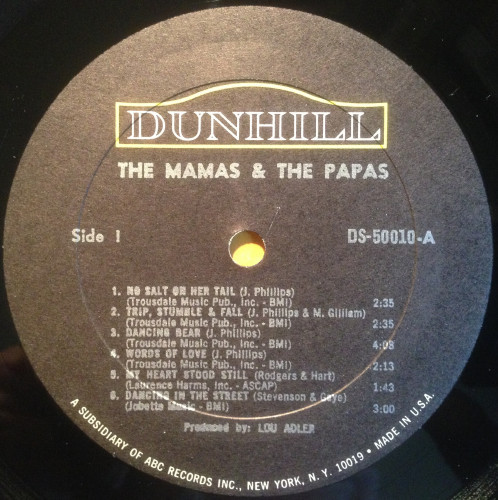 DUNHILL
THE MAMAS & THE PAPAS
Side 1
DS-50010-A
1. NO SALT ON HER TAIL (J. Phillips)
(Trousdale Music Pub., Inc. - BMI) 2:35
2. TRIP, STUMBLE & FALL (J. Phillips & M. Gilliam)
(Trousdale Music Pub., Inc. - BMI) 2:35
3. DANCING BEAR (J. Phillips)
(Trousdale Music Pub., Inc. - BMI) 4:08
4. WORDS OF LOVE (J. Phillips)
(Trousdale Music Pub., Inc. - BMI) 2:13
5. MY HEART STOOD STILL (Rodgers & Hart)
(Laurence Harms, Inc. - ASCAP) 1:43
6. DANCING IN THE STREET (Stevenson & Gaye)
(Jobette Music - BMI) 3:00
Produced by: LOU ADLER
A SUBSIDIARY OF ABC RECORDS INC., NEW YORK, N. Y. 10019 • MADE IN U.S.A.